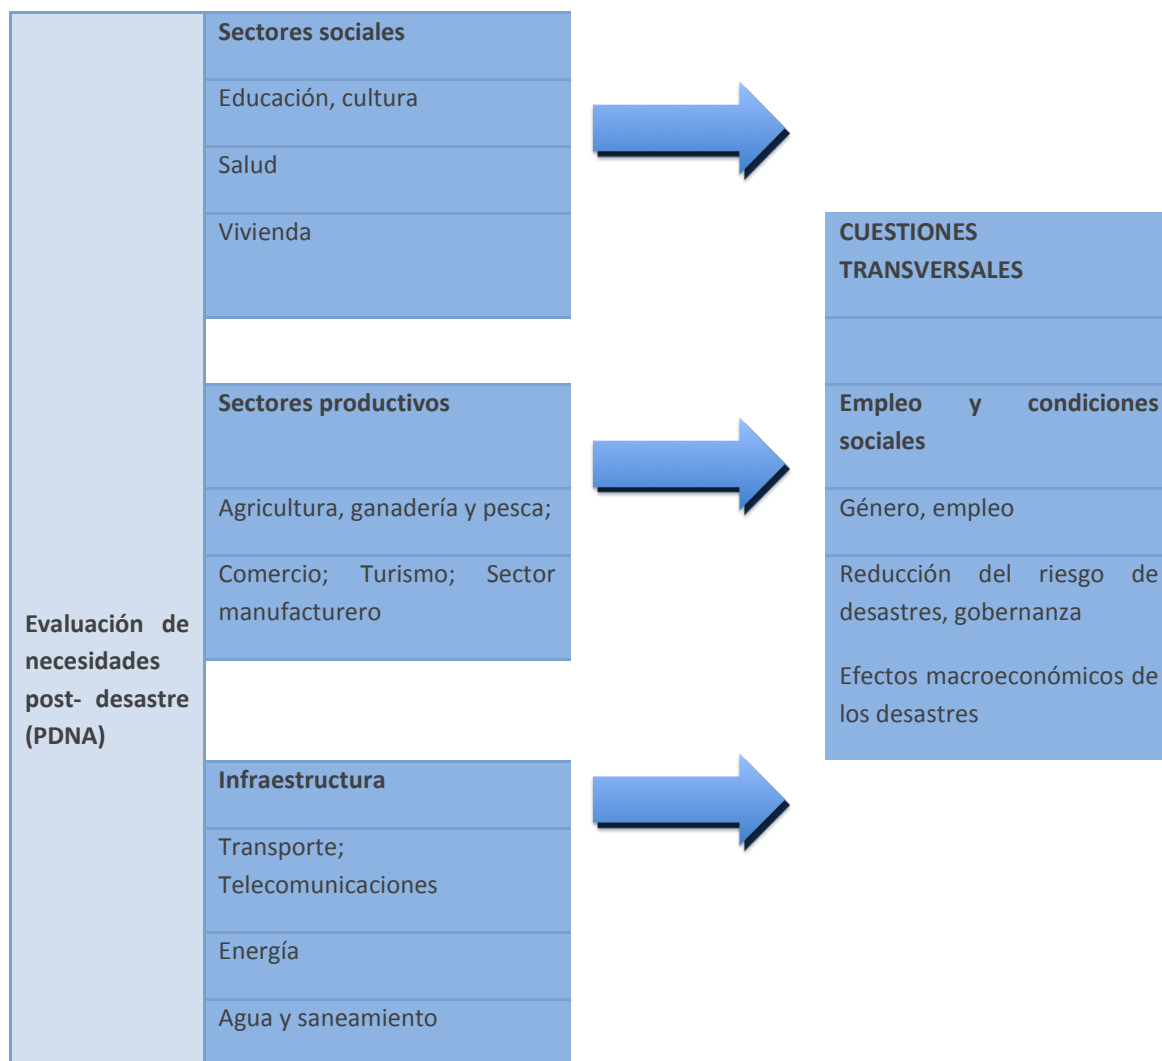 Evaluación de
necesidades
post- desastre
(PDNA)
Sectores sociales
Educación, cultura
Salud
Vivienda
Sectores productivos
Agricultura, ganadería y pesca;
Comercio; Turismo; Sector
manufacturero
Infraestructura
Transporte;
Telecomunicaciones
Energía
Agua y saneamiento
CUESTIONES
TRANSVERSALES
Empleo y condiciones
sociales
Género, empleo
Reducción del riesgo de
desastres, gobernanza
Efectos macroeconómicos de
los desastres